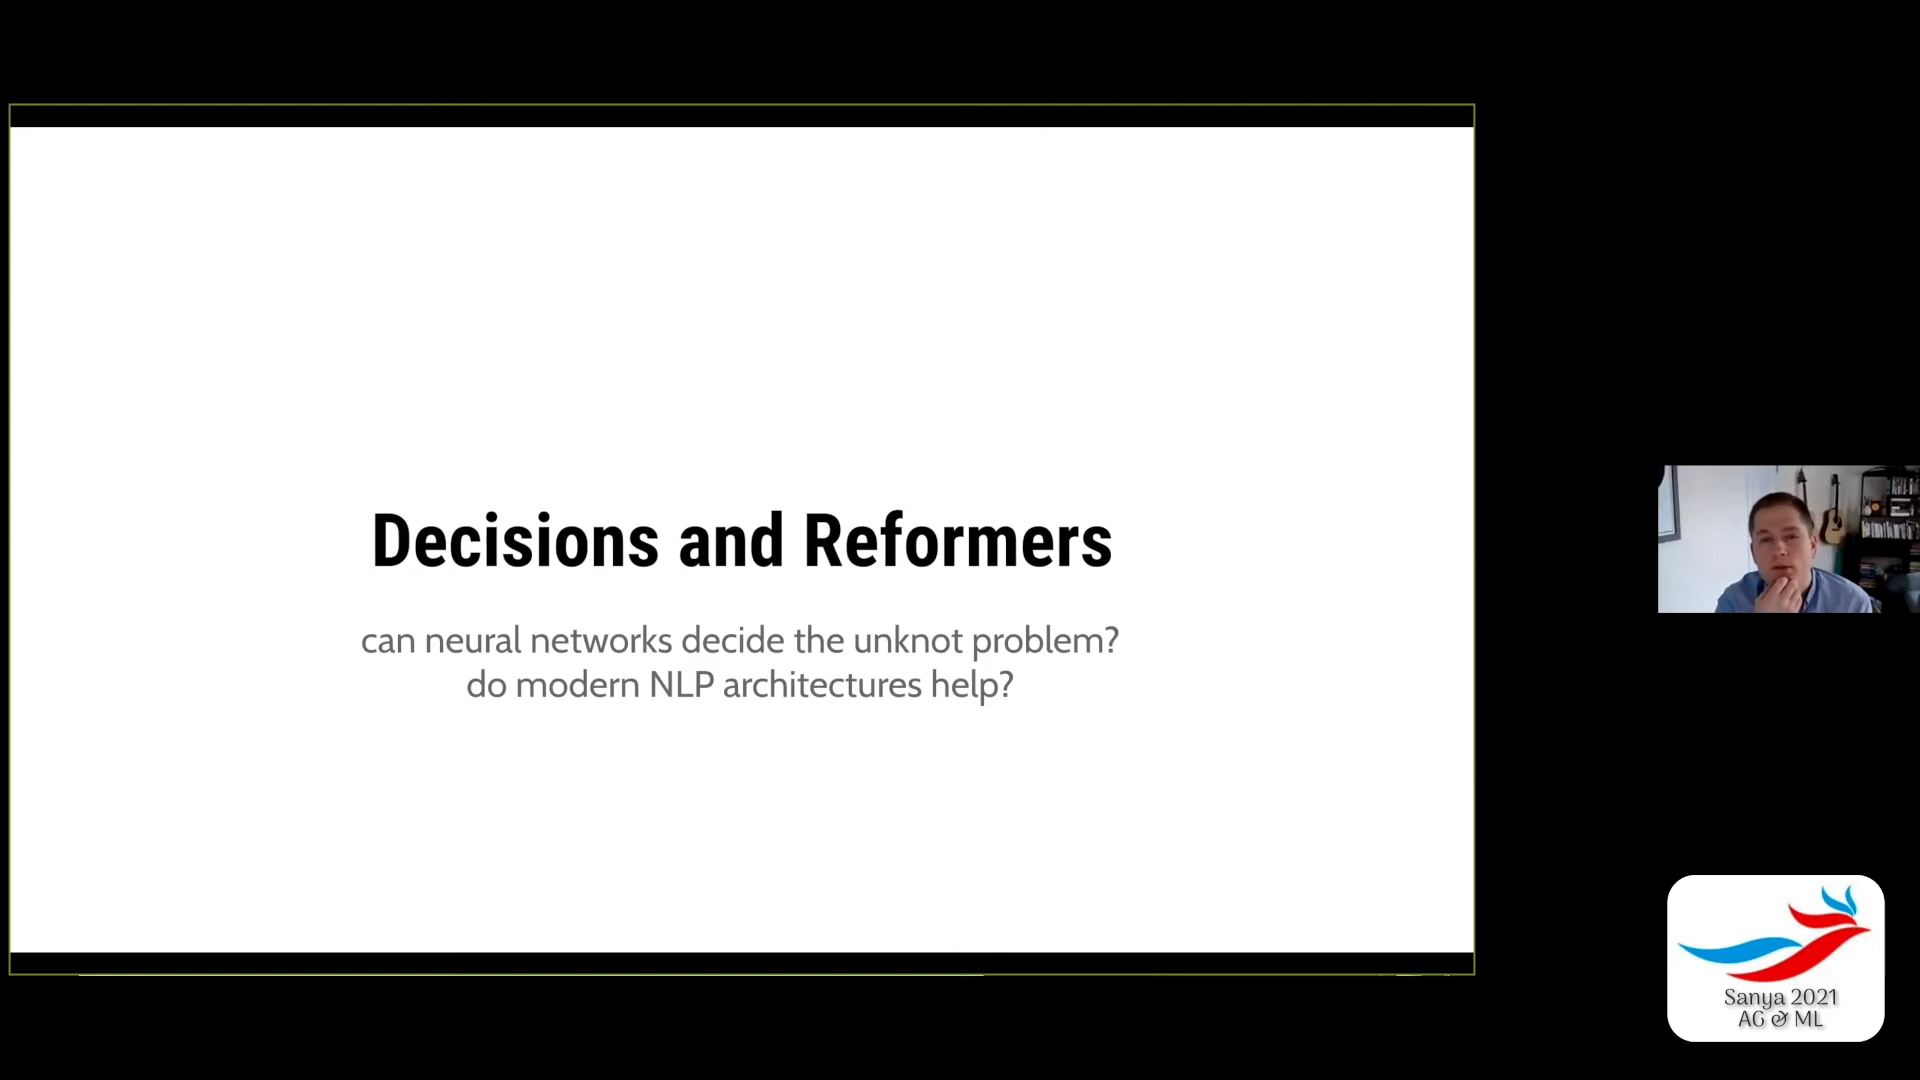 Decisions and Reformers
can neural networks decide the unknot problem?
do modern NLP architectures help?
Sanya 2021
AG & ML